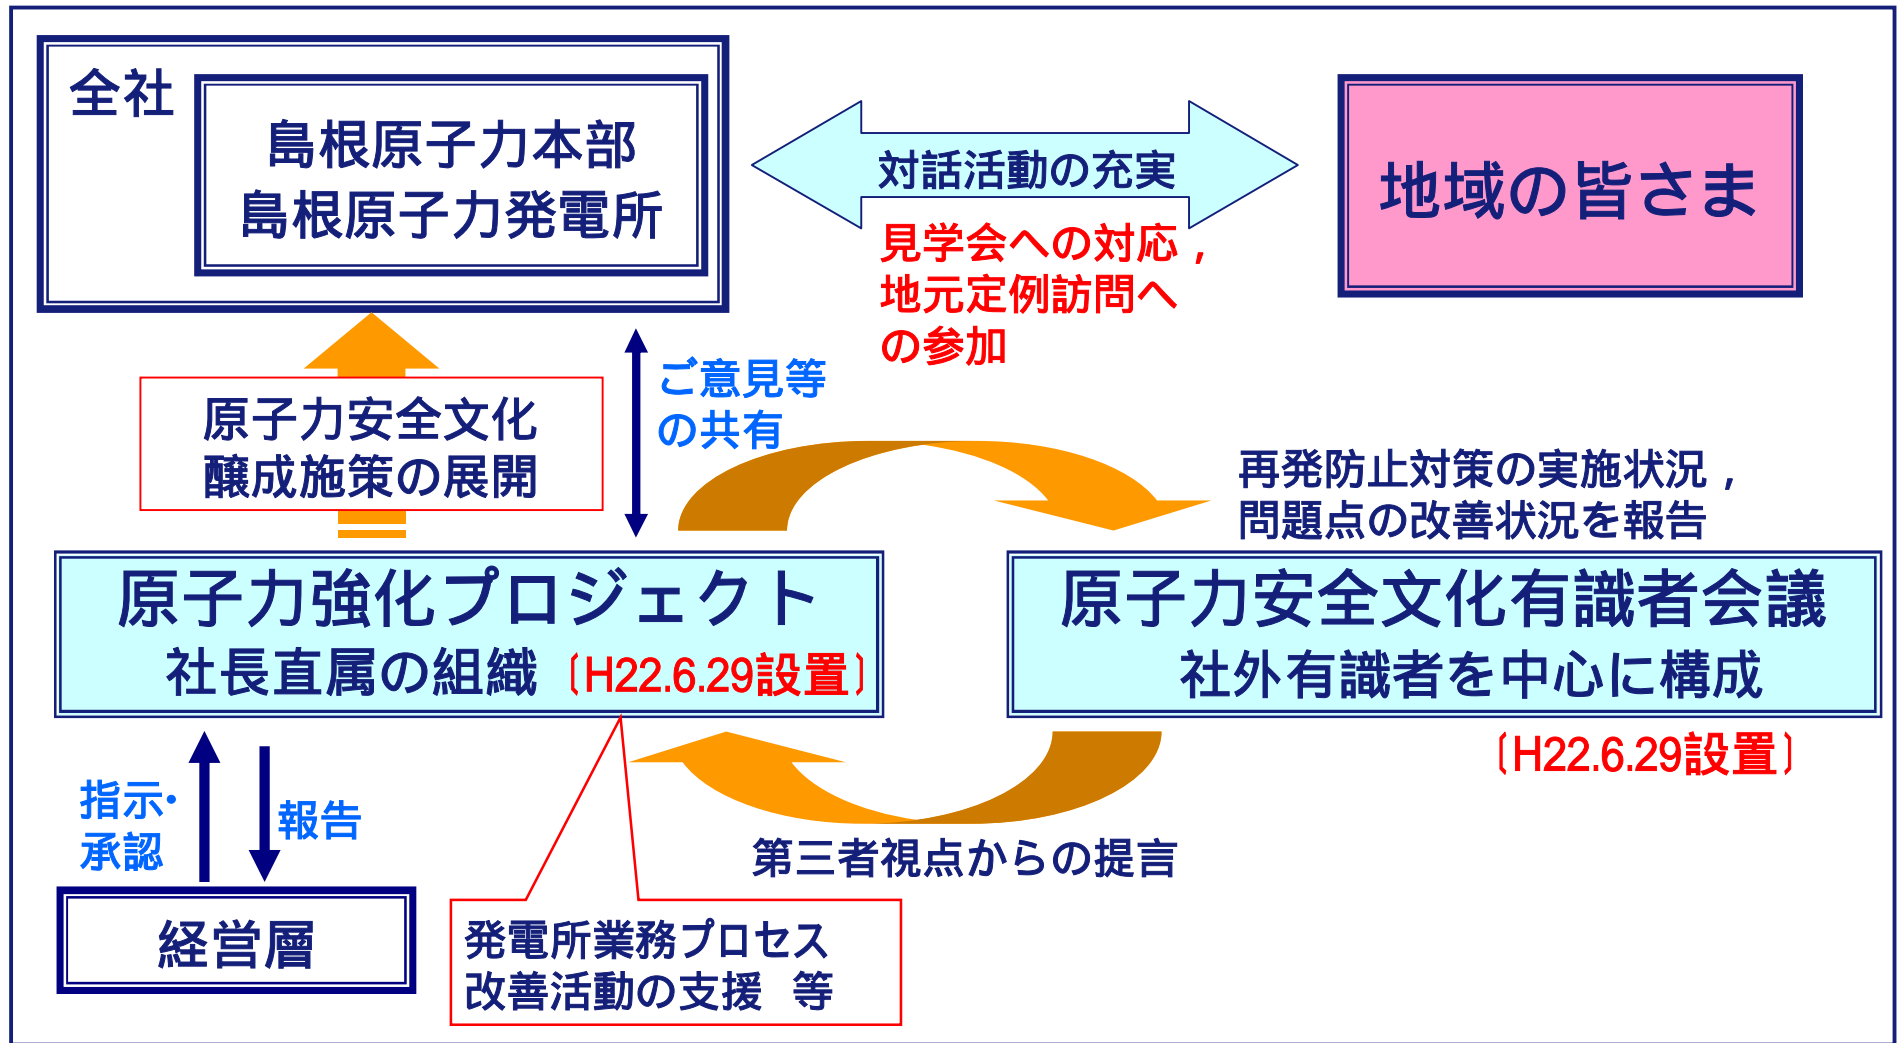 全社
島根原子力本部
島根原子力発電所
対話活動の充実
見学会への対応，
地元定例訪問へ
の参加
地域の皆さま
原子力安全文化
醸成施策の展開
ご意見等
の共有
再発防止対策の実施状況，
問題点の改善状況を報告
原子力強化プロジェクト
社長直属の組織〔H22.6.29設置〕
原子力安全文化有識者会議
社外有識者を中心に構成
〔H22.6.29設置〕
指示・
承認
報告
第三者視点からの提言
経営層
発電所業務プロセス
改善活動の支援　等